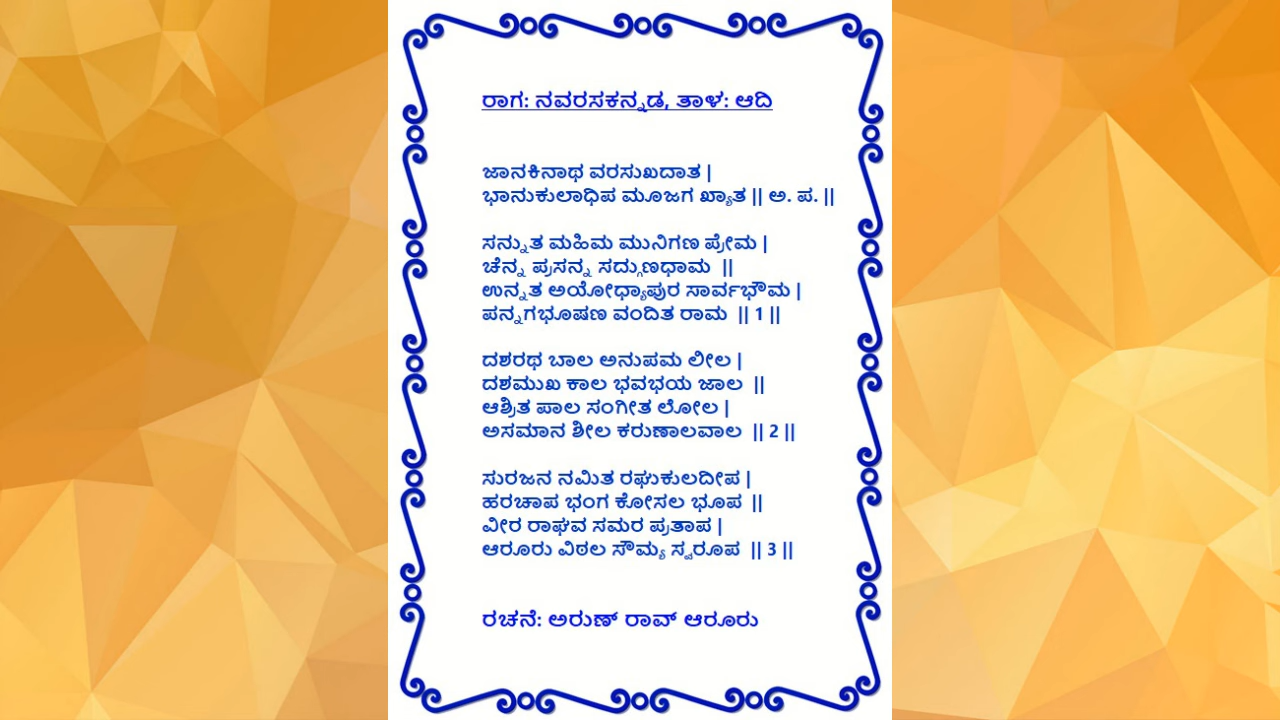 ರಾಗ: ನವರಸಕನ್ನಡ, ತಾಳ: ಆದಿ
ಜಾನಕಿನಾಥ ವರಸುಖದಾತ |
ಭಾನುಕುಲಾಧಿಪ ಮೂಜಗ ಖ್ಯಾತ || ಅ. ಪ. ||
ಸನ್ನುತ ಮಹಿಮ ಮುನಿಗಣ ಪ್ರೇಮ |
ಚೆನ್ನ ಪ್ರಸನ್ನ ಸದ್ಗುಣಧಾಮ ||
ಉನ್ನತ ಅಯೋಧ್ಯಾಪುರ ಸಾರ್ವಭೌಮ |
ಪನ್ನಗಭೂಷಣ ವಂದಿತ ರಾಮ || 1 ||
ದಶರಥ ಬಾಲ ಅನುಪಮ ಲೀಲ |
ದಶಮುಖ ಕಾಲ ಭವಭಯ ಜಾಲ ||
ಆಶ್ರಿತ ಪಾಲ ಸಂಗೀತ ಲೋಲ |
ಅಸಮಾನ ಶೀಲ ಕರುಣಾಲವಾಲ || 2 ||
ಸುರಜನ ನಮಿತ ರಘುಕುಲದೀಪ |
ಹರಚಾಪ ಭಂಗ ಕೋಸಲ ಭೂಪ ||
ವೀರ ರಾಘವ ಸಮರ ಪ್ರತಾಪ |
ಆರೂರು ವಿಠಲ ಸೌಮ್ಯ ಸ್ವರೂಪ || 3 ||
ರಚನೆ: ಅರುಣ್ ರಾವ್ ಆರೂರು